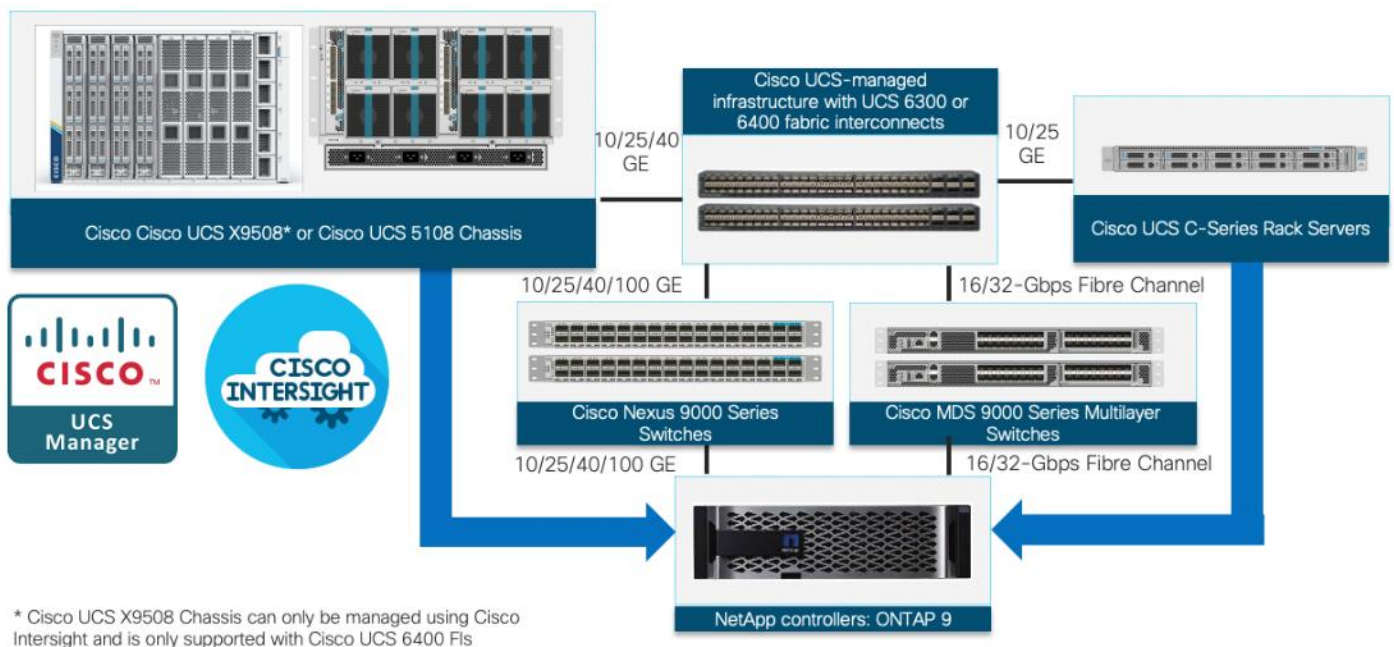 Cisco UCS-managed
infrastructure with UCS 6300 or
6400 fabric interconnects
10/25/40
GE
10/25
GE
CISCO
Cisco Cisco UCS X9508* or Cisco UCS 5108 Chassis
Cisco UCS C-Series Rack Servers
10/25/40/100 GE
16/32-Gbps Fibre Channel
CISCO™
UCS
Manager
CISCO
INTERSIGHT
Cisco Nexus 9000 Series
Switches
Cisco MDS 9000 Series Multilayer
Switches
10/25/40/100 GE
16/32-Gbps Fibre Channel
NetApp controllers: ONTAP 9
* Cisco UCS X9508 Chassis can only be managed using Cisco
Intersight and is only supported with Cisco UCS 6400 FIs